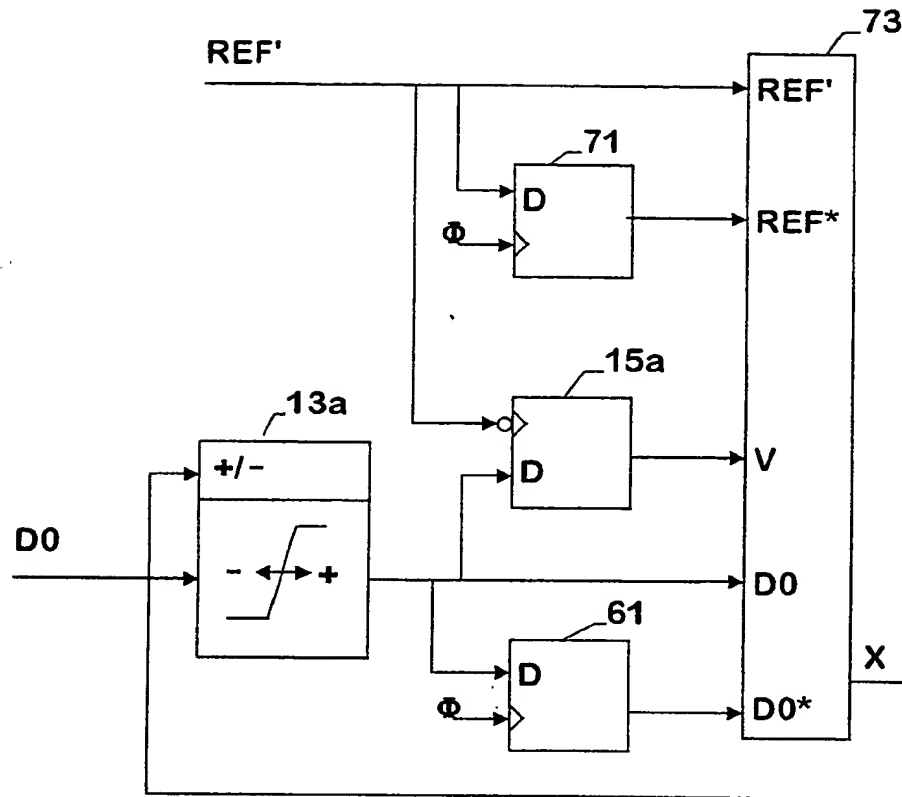 73
REF'
REF'
71
D
REF*
Φ
15a
13a
+/-
D
V
D0
- +
D0
61
D
X
Φ
D0*